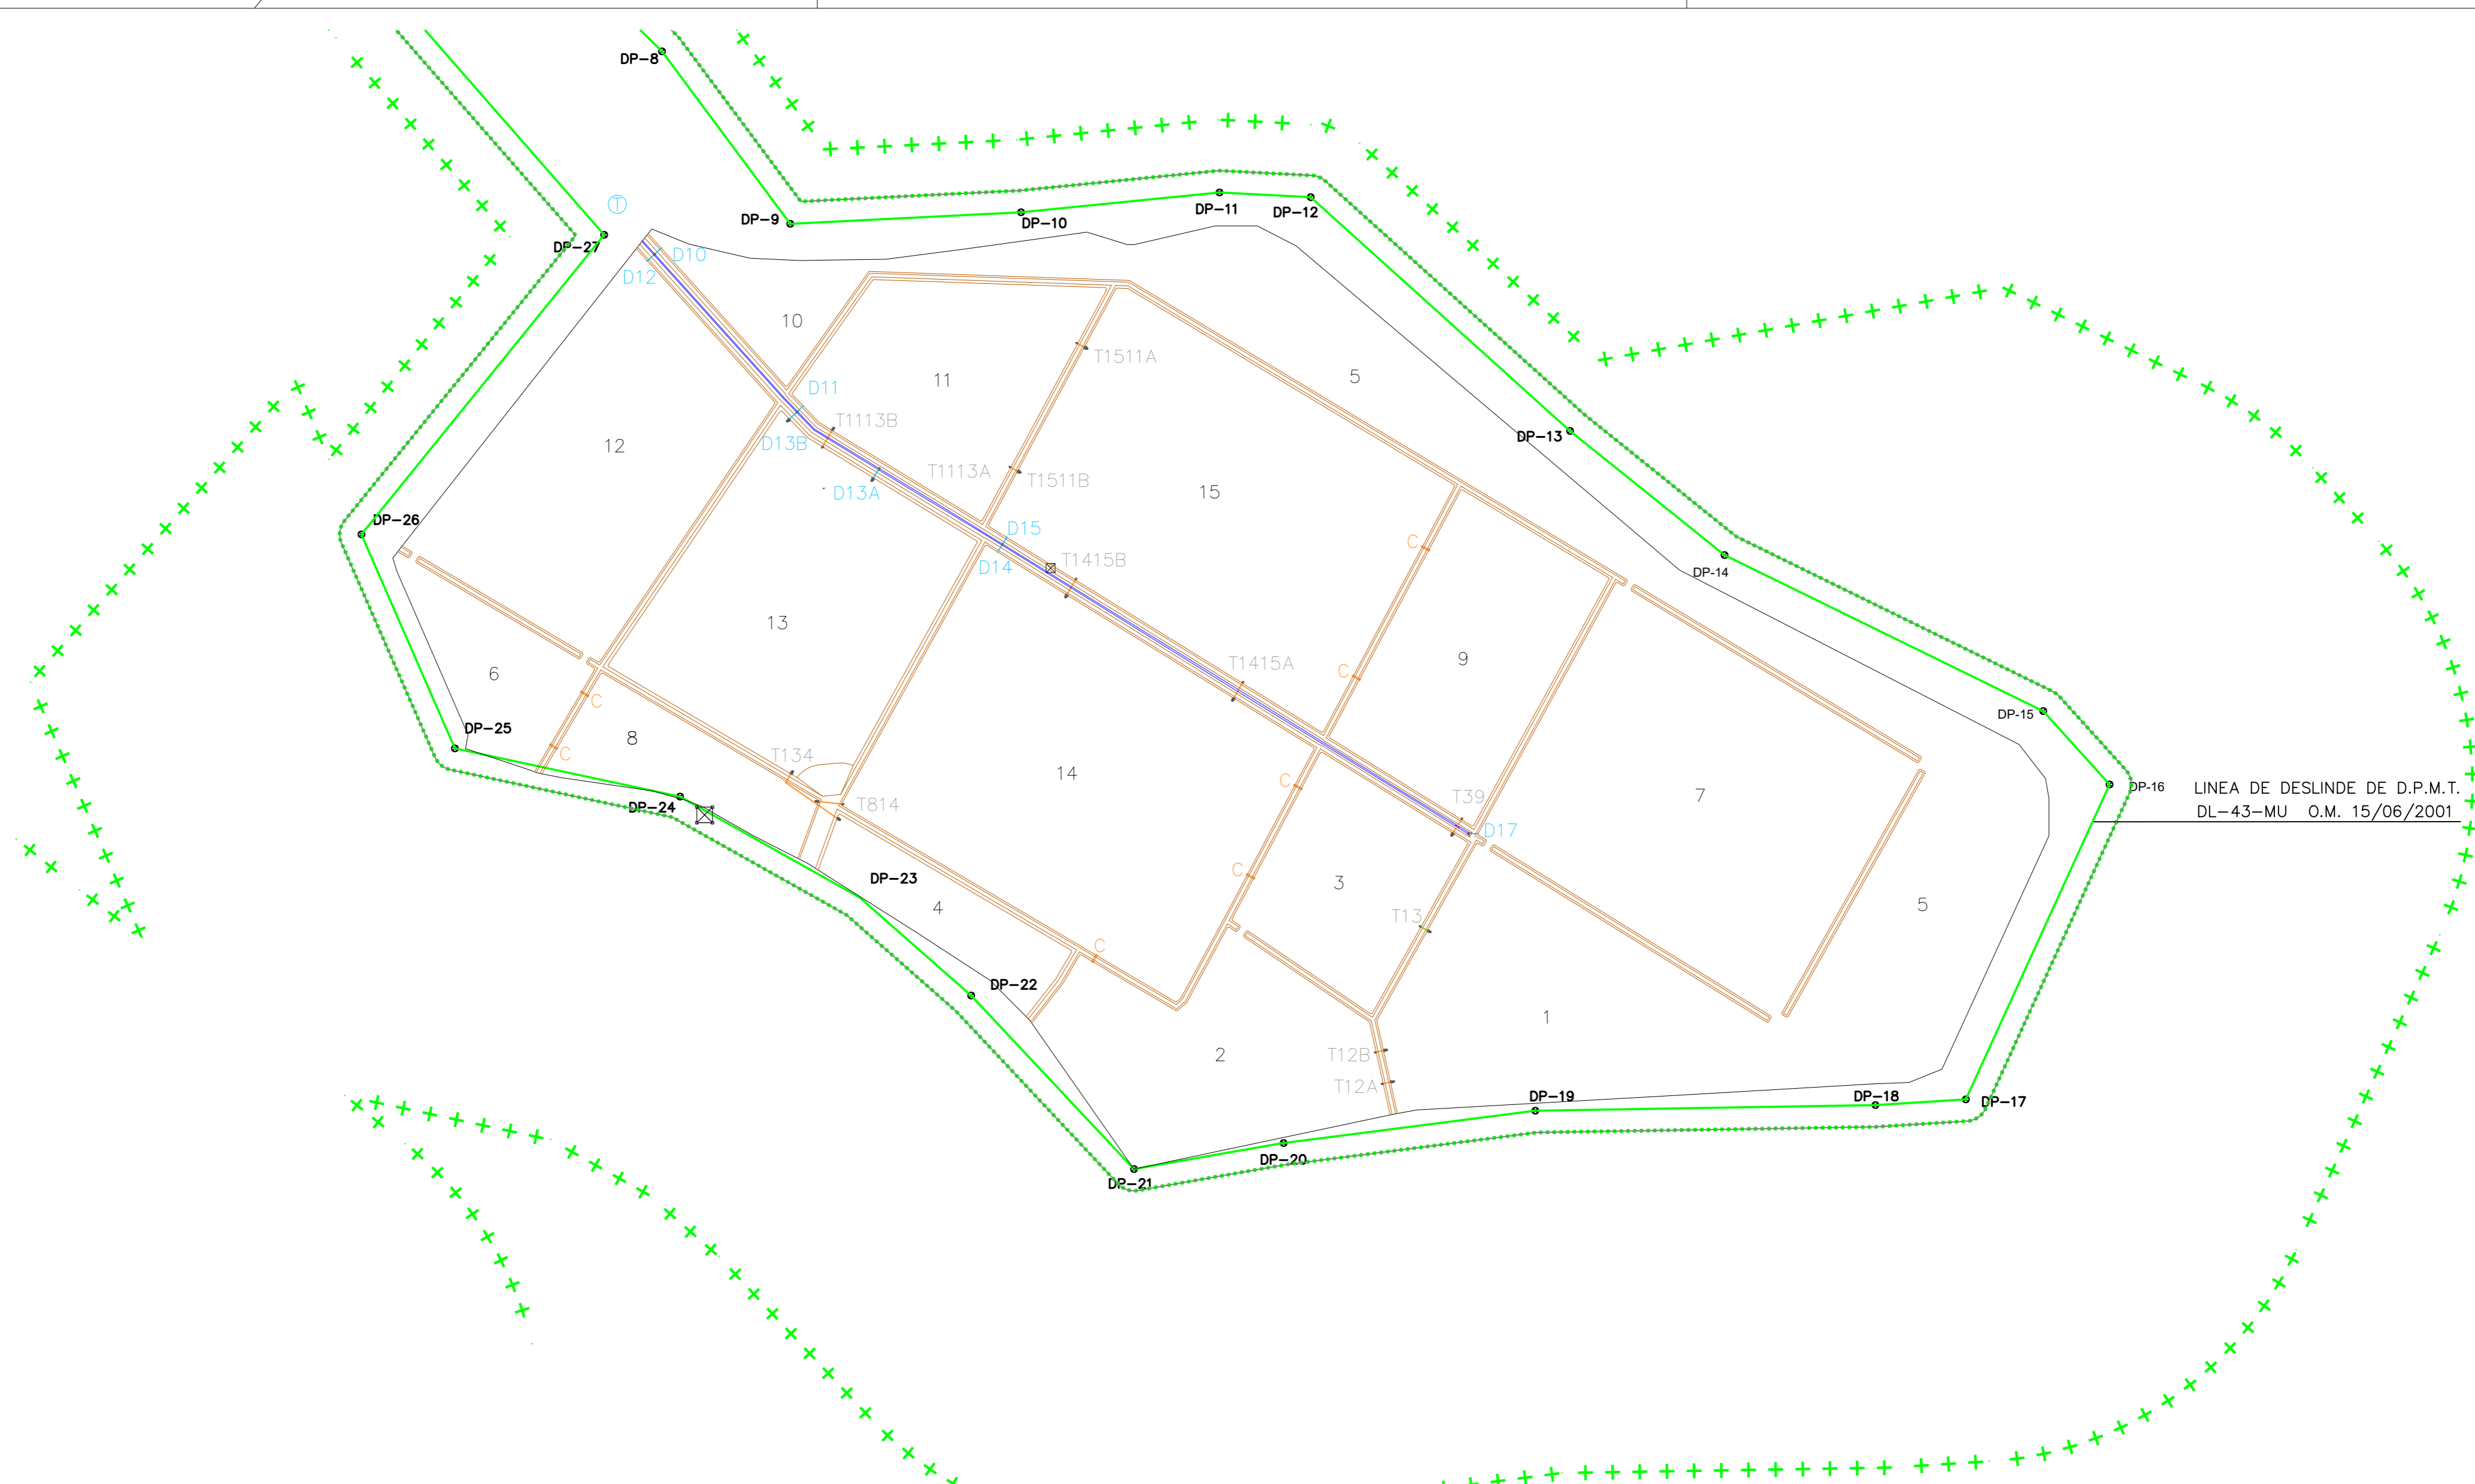 DP-8
T
DP-9
DP-10
DP-11
DP-12
DP-27
D10
D12
10
5
T1511A
11
D11
T1113B
D13B
12
DP-13
T1113A
T1511B
D13A
15
DP-26
D15
C
T1415B
D14
DP-14
13
9
T1415A
C
6
C
DP-15
DP-25
8
C
T134
14
C
7
DP-16
LINEA DE DESLINDE DE D.P.M.T.
DL-43-MU O.M. 15/06/2001
DP-24
T814
T39
D17
DP-23
C
3
4
5
T13
C
DP-22
1
2
T12B
T12A
DP-19
DP-18
DP-17
DP-20
DP-21